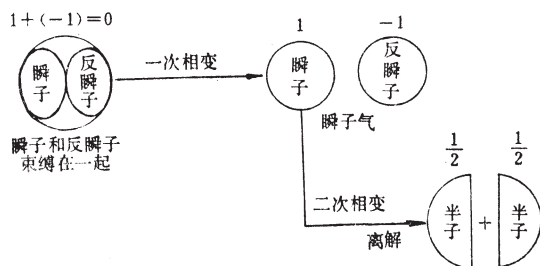 1+(-1)=0
瞬子
反瞬子
瞬子和反瞬子
束缚在一起
一次相变
1
-1
瞬子
反瞬子
瞬子气
二次相变
离解
1/2
1/2
半子
+
半子